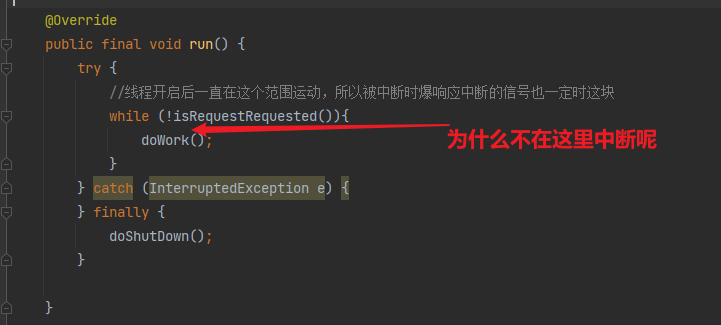 @Override
public final void run() {
try {
//线程开启后一直在这个范围运动，所以被中断时爆响应中断的信号也一定时这块
while (!isRequestRequested()){
doWork();
为什么不在这里中断呢
}
} catch (InterruptedException e) {
} finally {
doShutDown();
}
}